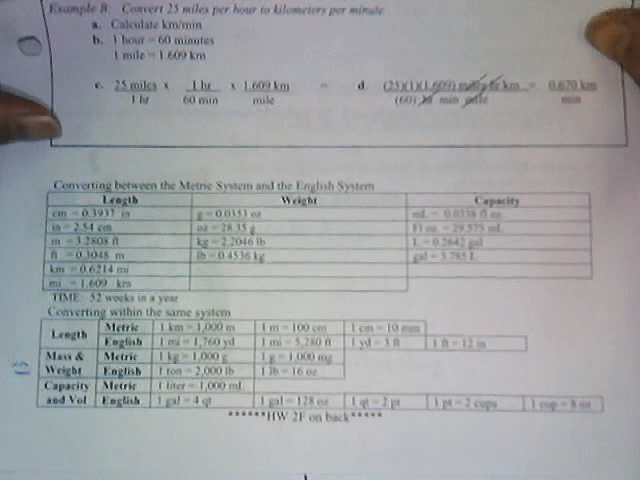 Example B. Convert 25 miles per hour to kilometers per minute
a. Calculate km/min
b. 1 hour = 60 minutes
1 mile = 1.609 km
c. 25 miles x 1 hr x 1.609 km = d. (25)(1)(1.609) km = 0.670 km
1 hr 60 min mile (60) hr min mile min
Converting between the Metric System and the English System
Length Weight Capacity
cm = 0.3937 in g = 0.0353 oz mL = 0.0338 fl oz
in = 2.54 cm oz = 28.35 g Fl oz = 29.575 mL
m = 3.2808 ft kg = 2.2046 lb L = 0.2642 gal
ft = 0.3048 m lb = 0.4536 kg gal = 3.785 L
km = 0.6214 mi
mi = 1.609 km
TIME: 52 weeks in a year
Converting within the same system
Length Metric 1 km = 1,000 m 1 m = 100 cm 1 cm = 10 mm
English 1 mi = 1,760 yd 1 mi = 5,280 ft 1 yd = 3 ft 1 ft = 12 in
Mass & Weight Metric 1 kg = 1,000 g 1 g = 1,000 mg
English 1 ton = 2,000 lb 1 lb = 16 oz
Capacity and Vol Metric 1 liter = 1,000 ml
English 1 gal = 4 qt 1 gal = 128 oz 1 qt = 2 pt 1 pt = 2 cups 1 cup = 8 oz
******HW 2F on back*****